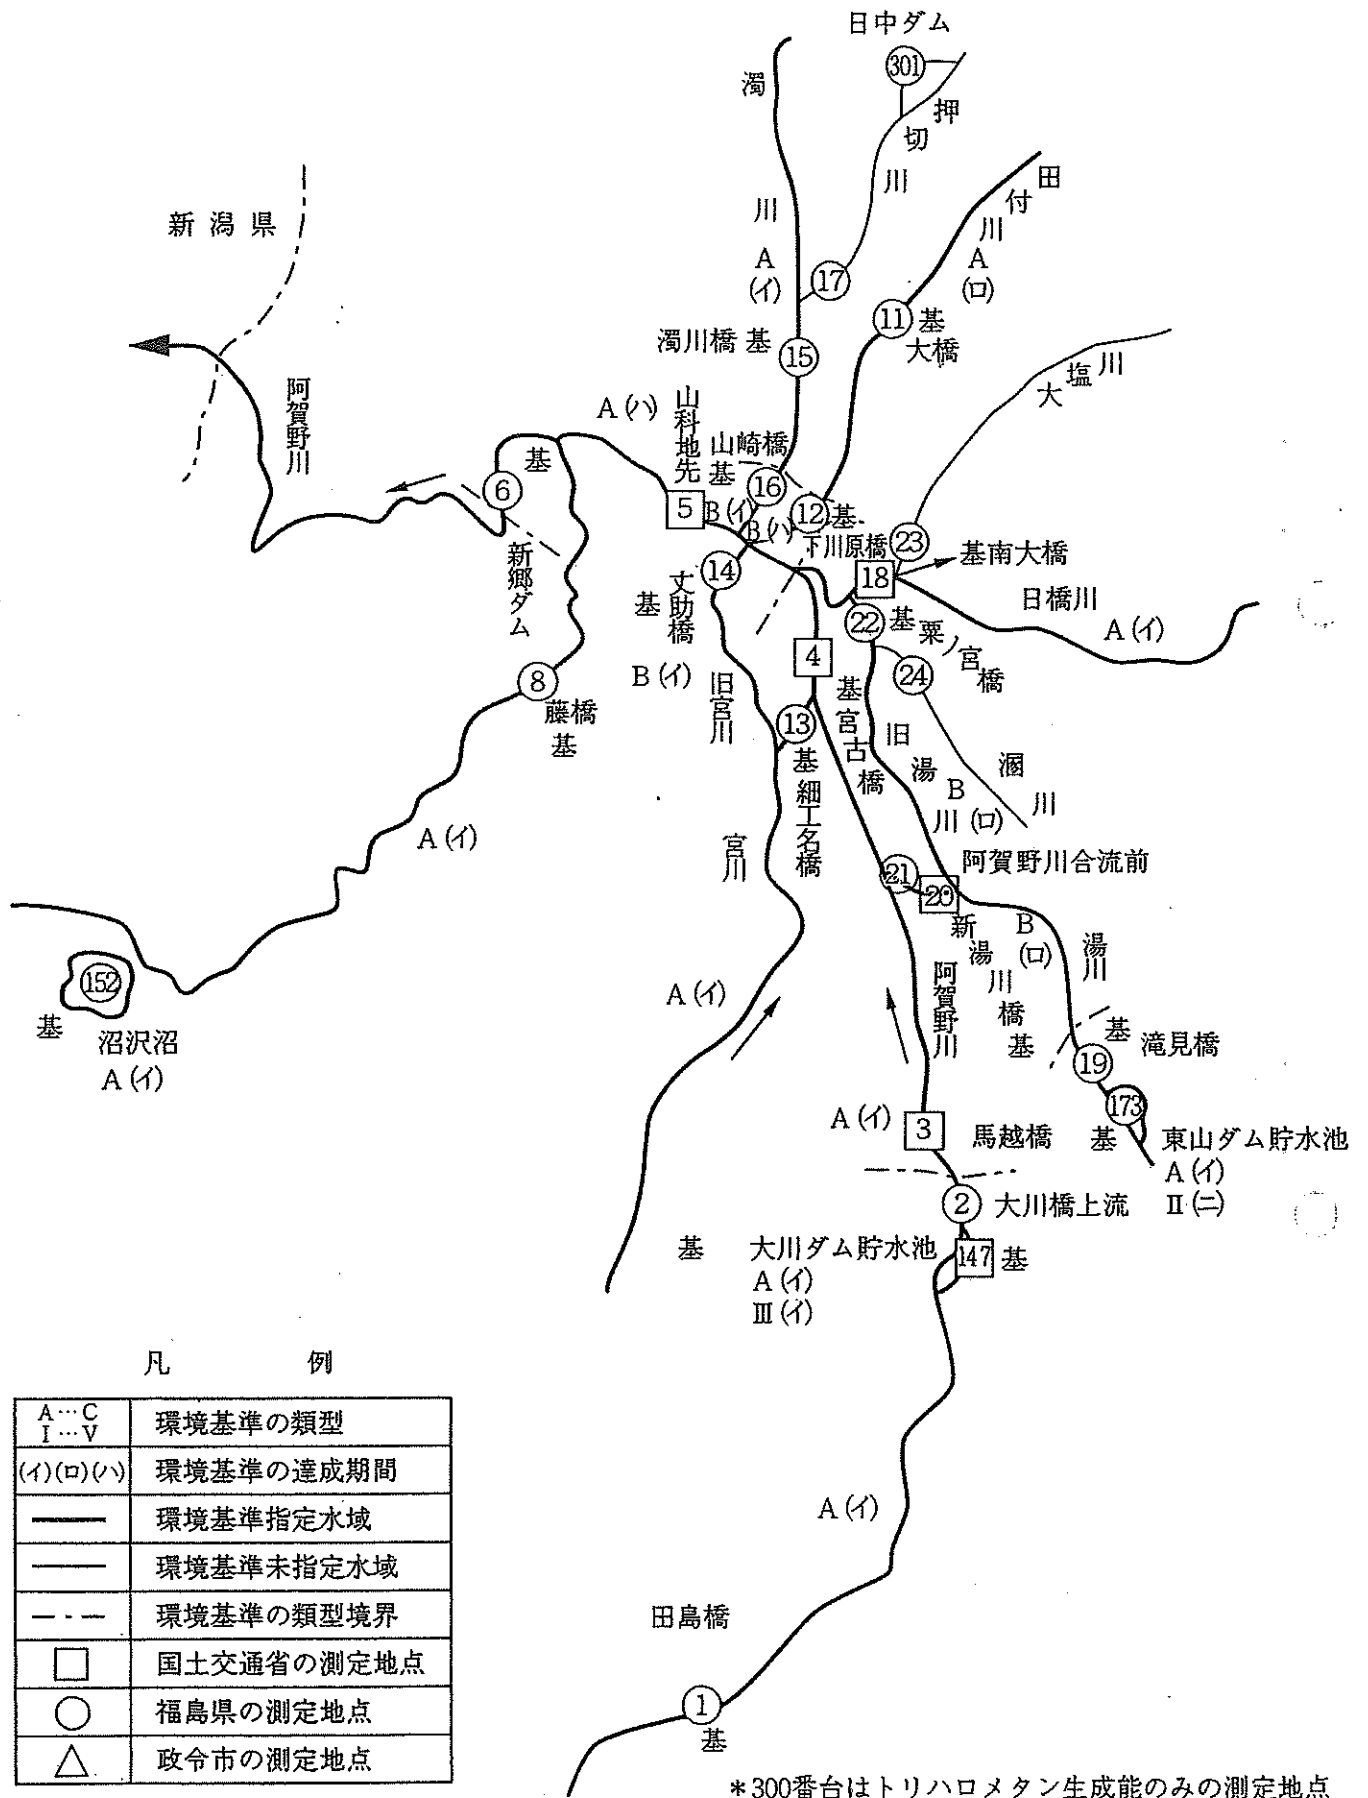 日中ダム
301
濁川
A
(イ)
押切川
17
田付川
A
(ロ)
新潟県
11 基
大橋
濁川橋 基
15
大塩川
阿賀野川
A (ハ)
山科地先
山崎橋
基
16
基
6
5
B (イ)
B (ハ)
12 基
下川原橋
23
基南大橋
新郷ダム
14
18
日橋川
A (イ)
丈助橋
基
B (イ)
22 基
粟ノ宮橋
4
24
8
藤橋
基
旧宮川
13
基
細工名橋
基
宮古橋
旧湯川
B
(ロ)
溷川
A (イ)
宮川
阿賀野川合流前
21
20
新湯川橋
基
B
(ロ)
湯川
152
基
沼沢沼
A (イ)
A (イ)
阿賀野川
基
滝見橋
19
173
A (イ)
3
馬越橋
基
東山ダム貯水池
A (イ)
II (ニ)
2
大川橋上流
基 大川ダム貯水池
A (イ)
III (イ)
147 基
A (イ)
田島橋
1
基
凡 例
A…C
I…V
環境基準の類型
(イ)(ロ)(ハ) 環境基準の達成期間
環境基準指定水域
環境基準未指定水域
環境基準の類型境界
国土交通省の測定地点
福島県の測定地点
政令市の測定地点
*300番台はトリハロメタン生成能のみの測定地点